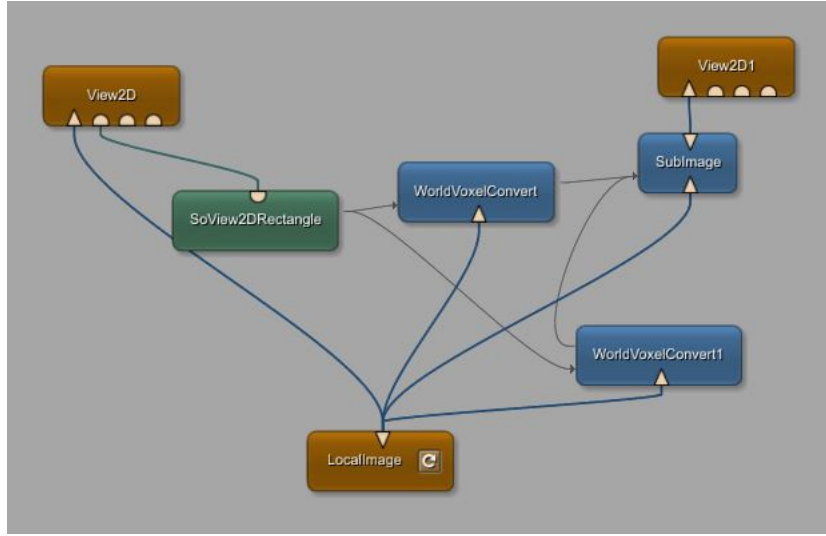 View2D
View2D1
SubImage
WorldVoxelConvert
SoView2DRectangle
WorldVoxelConvert1
LocalImage